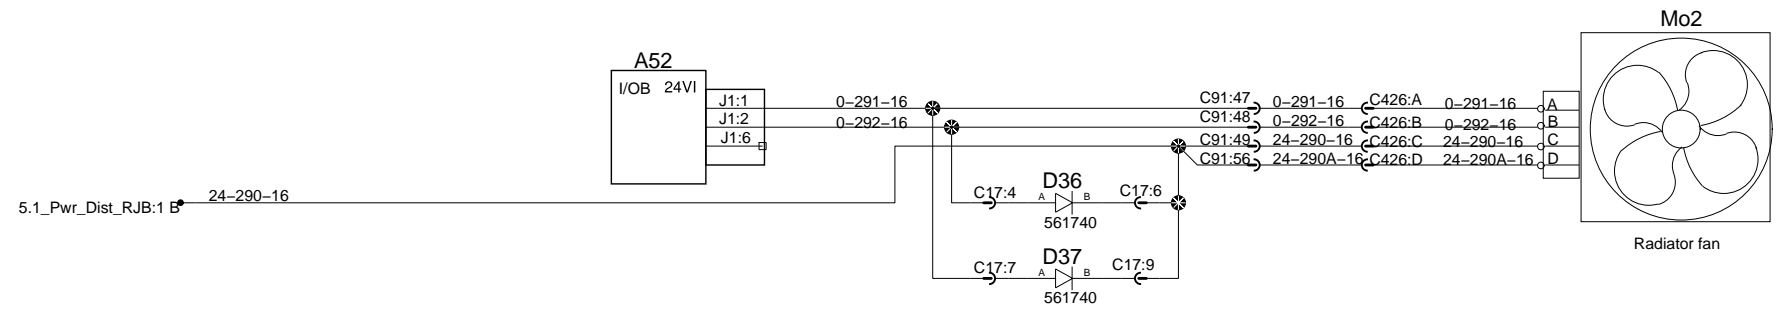 Mo2
A52
I/OB 24VI
J1:1 0−291−16 C91:47 0−291−16 C426:A 0−291−16 A
J1:2 0−292−16 C91:48 0−292−16 C426:B 0−292−16 B
J1:6 C91:49 24−290−16 C426:C 24−290−16 C
C91:56 24−290A−16 C426:D 24−290A−16 D
5.1_Pwr_Dist_RJB:1 B 24−290−16
D36
C17:4 A B C17:6
561740
Radiator fan
D37
C17:7 A B C17:9
561740